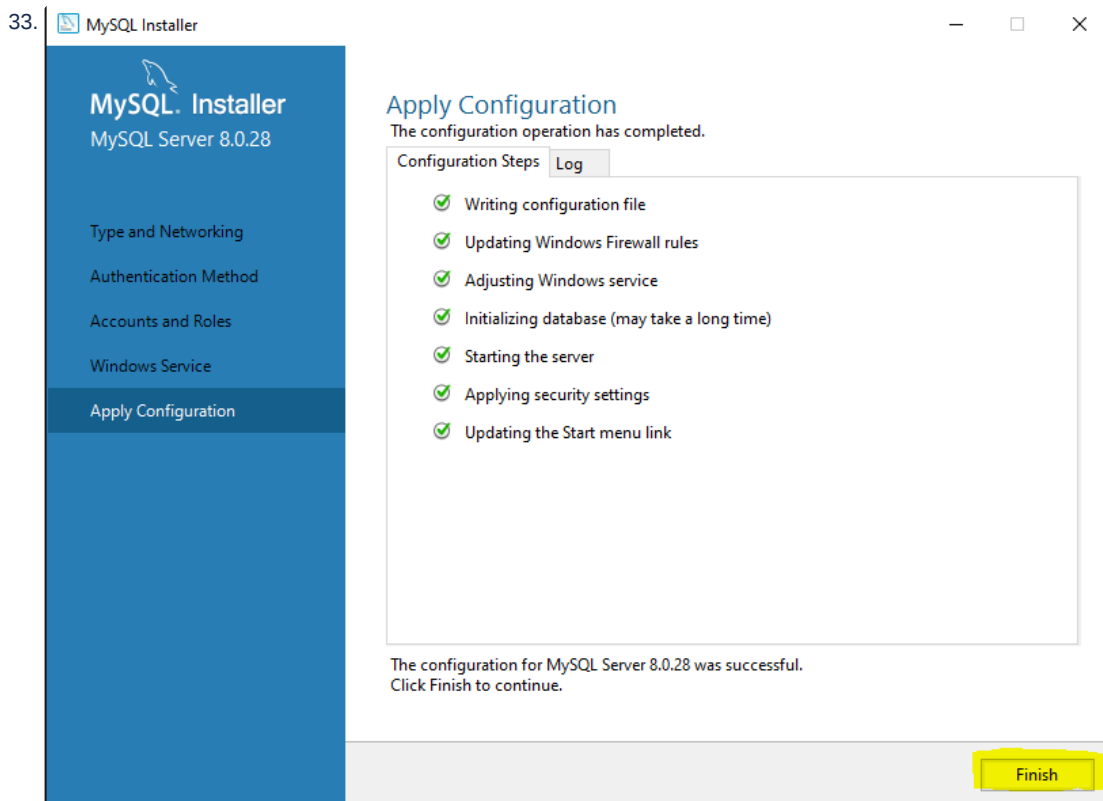 33.
MySQL Installer
MySQL. Installer
MySQL Server 8.0.28
Type and Networking
Authentication Method
Accounts and Roles
Windows Service
Apply Configuration
Apply Configuration
The configuration operation has completed.
Configuration Steps Log
Writing configuration file
Updating Windows Firewall rules
Adjusting Windows service
Initializing database (may take a long time)
Starting the server
Applying security settings
Updating the Start menu link
The configuration for MySQL Server 8.0.28 was successful.
Click Finish to continue.
Finish